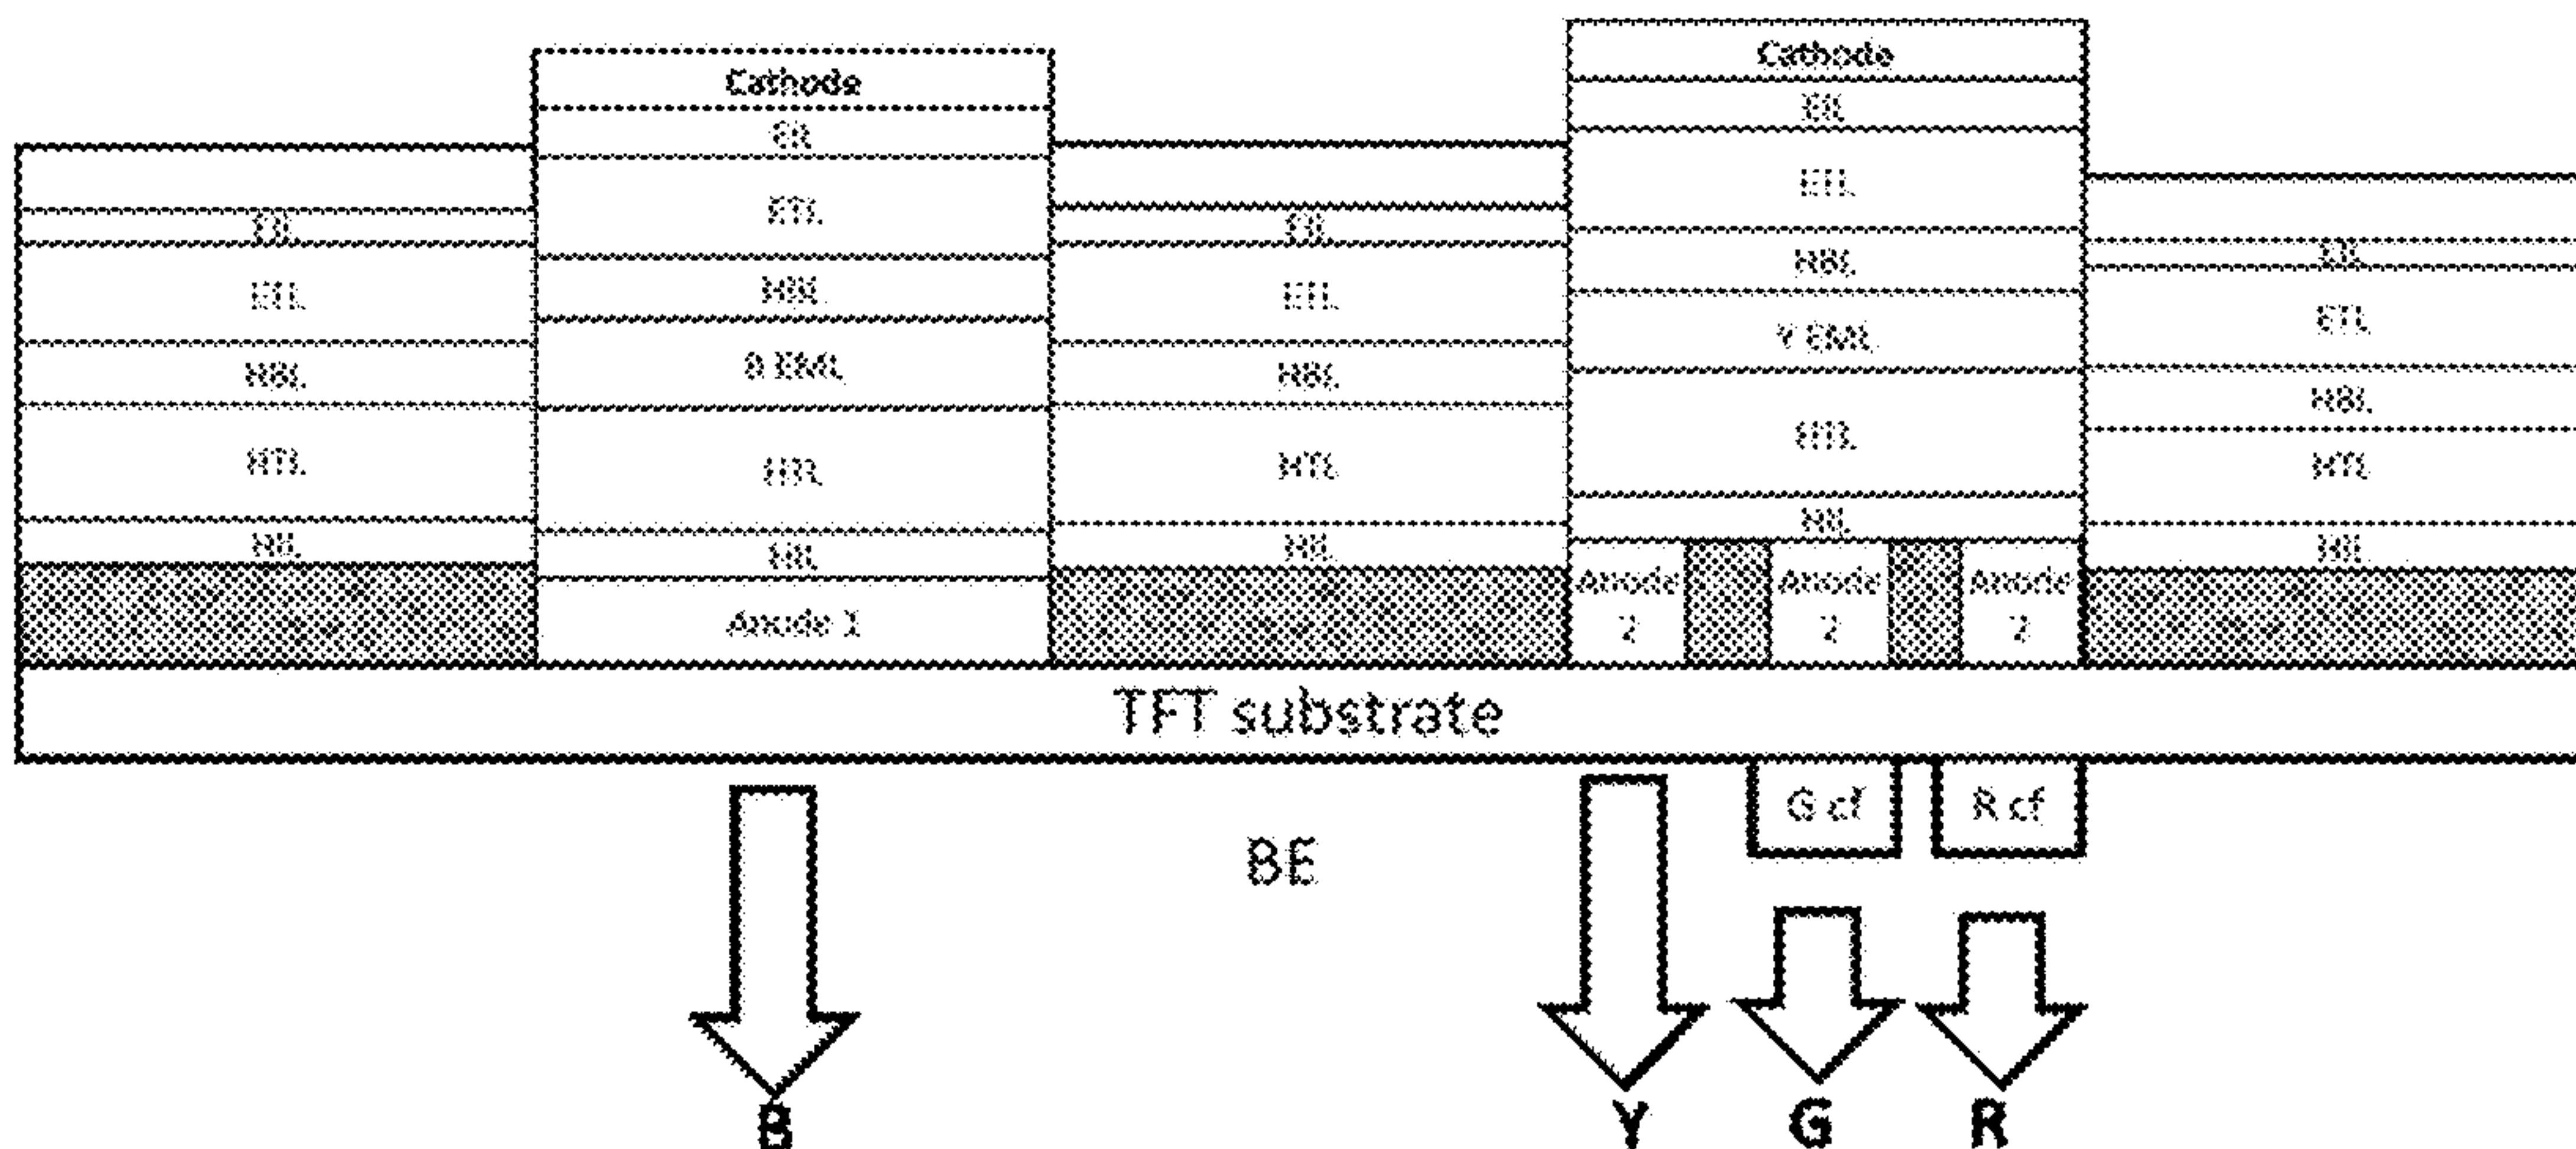 Cathode
EIL
ETL
HBL
HTL
HIL
Cathode
EIL
ETL
HBL
B EML
HTL
HIL
Anode 1
EIL
ETL
HBL
HTL
HIL
Cathode
EIL
ETL
HBL
Y EML
HTL
HIL
Anode
2
Anode
2
Anode
2
EIL
ETL
HBL
HTL
HIL
TFT substrate
BE
G cf
R cf
B
Y
G
R